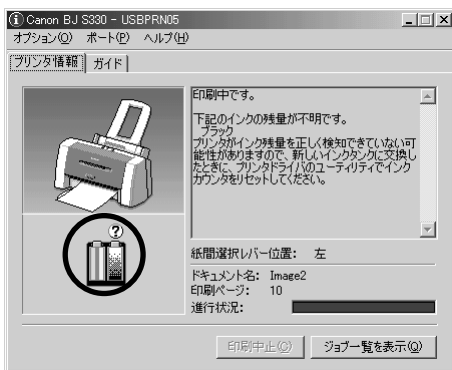 Canon BJ S330 - USBPRN05
オプション(O) ポート(P) ヘルプ(H)
プリンタ情報 ガイド
印刷中です。
下記のインクの残量が不明です。
ブラック
プリンタがインク残量を正しく検知できていない可
能性がありますので、新しいインクタンクに交換し
たときに、プリンタドライバのユーティリティでインク
カウンタをリセットしてください。
?
紙間選択レバー位置: 左
ドキュメント名: Image2
印刷ページ: 10
進行状況:
印刷中止(C) ジョブ一覧を表示(Q)